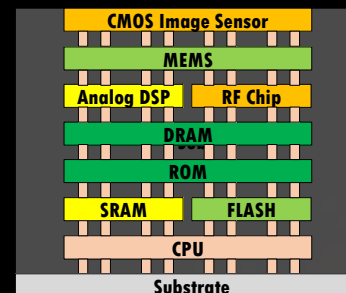 CMOS Image Sensor
MEMS
Analog DSP
RF Chip
DRAM
ROM
SRAM
FLASH
CPU
Substrate